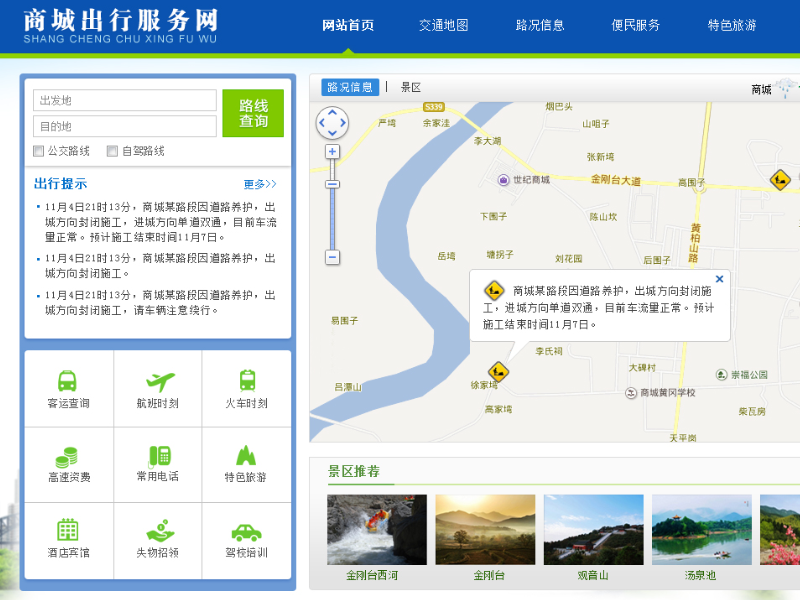 商城出行服务网
SHANG CHENG CHU XING FU WU
网站首页
交通地图
路况信息
便民服务
特色旅游
出发地
目的地
路线
查询
公交路线
自驾路线
出行提示
更多>>
11月4日21时13分，商城某路段因道路养护，出
城方向封闭施工，进城方向单道双通，目前车流
量正常。预计施工结束时间11月7日。
11月4日21时13分，商城某路段因道路养护，出
城方向封闭施工。
11月4日21时13分，商城某路段因道路养护，出
城方向封闭施工，请车辆注意绕行。
客运查询
航班时刻
火车时刻
高速资费
常用电话
特色旅游
酒店宾馆
失物招领
驾校培训
路况信息
景区
商城
S339
烟巴头
严塆
余家洼
山咀子
李大湖
张新塆
世纪商城
金刚台大道
高围子
下围子
陈山坎
黄柏山路
岳塆
塘拐子
刘花园
后围子
商城某路段因道路养护，出城方向封闭施
工，进城方向单道双通，目前车流量正常。预计
施工结束时间11月7日。
易围子
李氏祠
大碑村
崇福公园
吕潭山
徐家塆
商城黄冈学校
高家塆
柴瓦房
天平岗
景区推荐
金刚台西河
金刚台
观音山
汤泉池